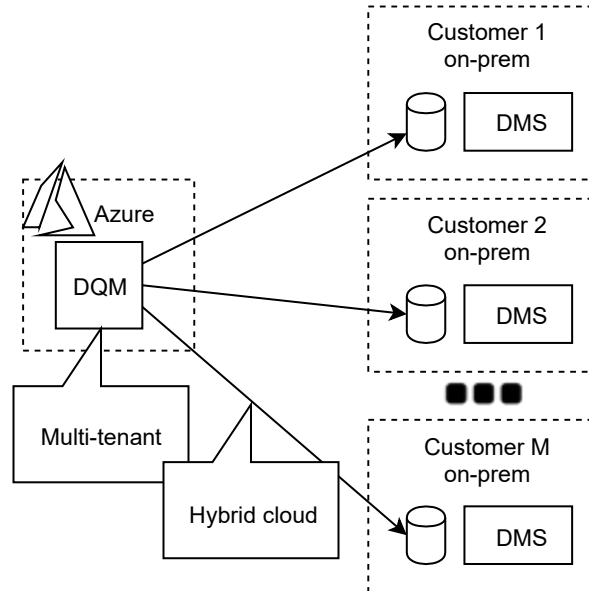 Customer 1
on-prem
DMS
Azure
DQM
Customer 2
on-prem
DMS
Multi-tenant
Hybrid cloud
Customer M
on-prem
DMS